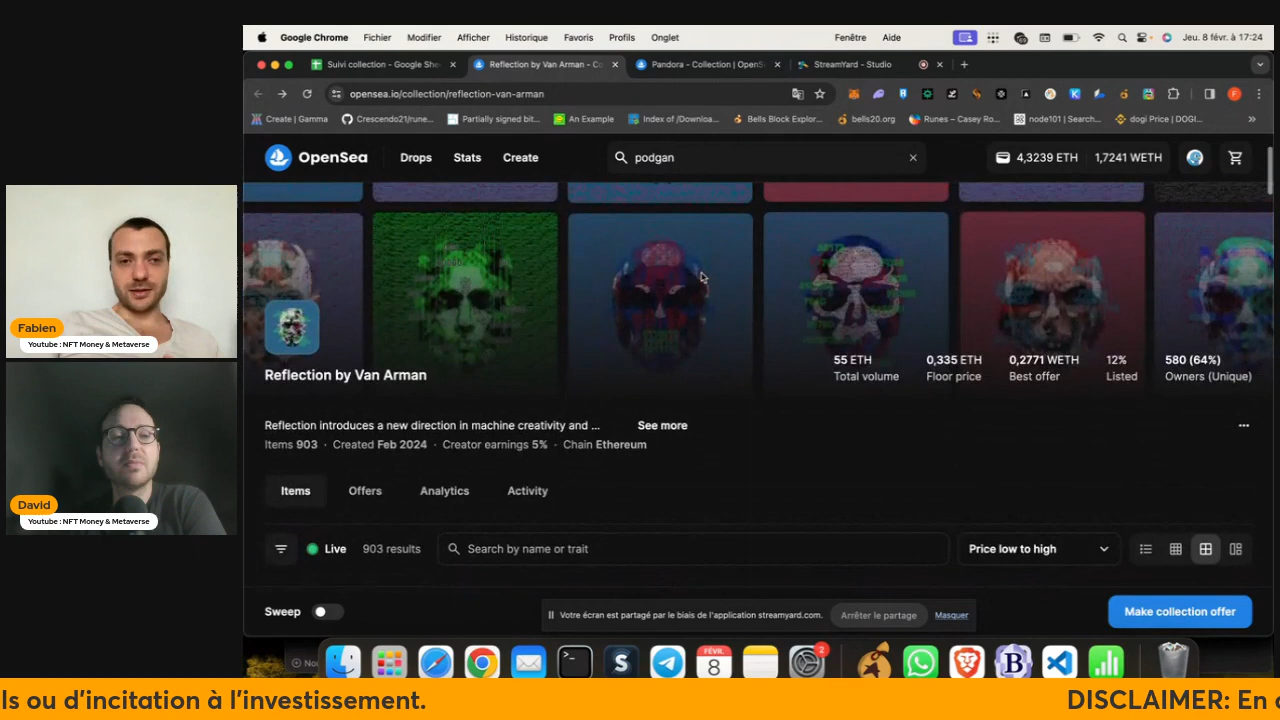 Google Chrome Fichier Modifier Afficher Historique Favoris Profils Onglet Fenêtre Aide Jeu. 8 févr. à 17:24
Suivi collection - Google She Reflection by Van Arman - Co Pandora - Collection | OpenS StreamYard - Studio
opensea.io/collection/reflection-van-arman
Create | Gamma Crescendo21/rune... Partially signed bit... An Example Index of /Downloa... Bells Block Explor... bells20.org Runes – Casey Ro... node101 | Search... dogi Price | DOGI... »
OpenSea Drops Stats Create podgan 4,3239 ETH 1,7241 WETH
55 ETH 0,335 ETH 0,2771 WETH 12% 580 (64%)
Total volume Floor price Best offer Listed Owners (Unique)
Reflection by Van Arman
Reflection introduces a new direction in machine creativity and ... See more
Items 903 · Created Feb 2024 · Creator earnings 5% · Chain Ethereum
Items Offers Analytics Activity
Live 903 results Search by name or trait Price low to high
Sweep Votre écran est partagé par le biais de l'application streamyard.com. Arrêter le partage Masquer Make collection offer
Fabien
Youtube : NFT Money & Metaverse
David
Youtube : NFT Money & Metaverse
FÉVR.
8
2
ls ou d'incitation à l'investissement. DISCLAIMER: En